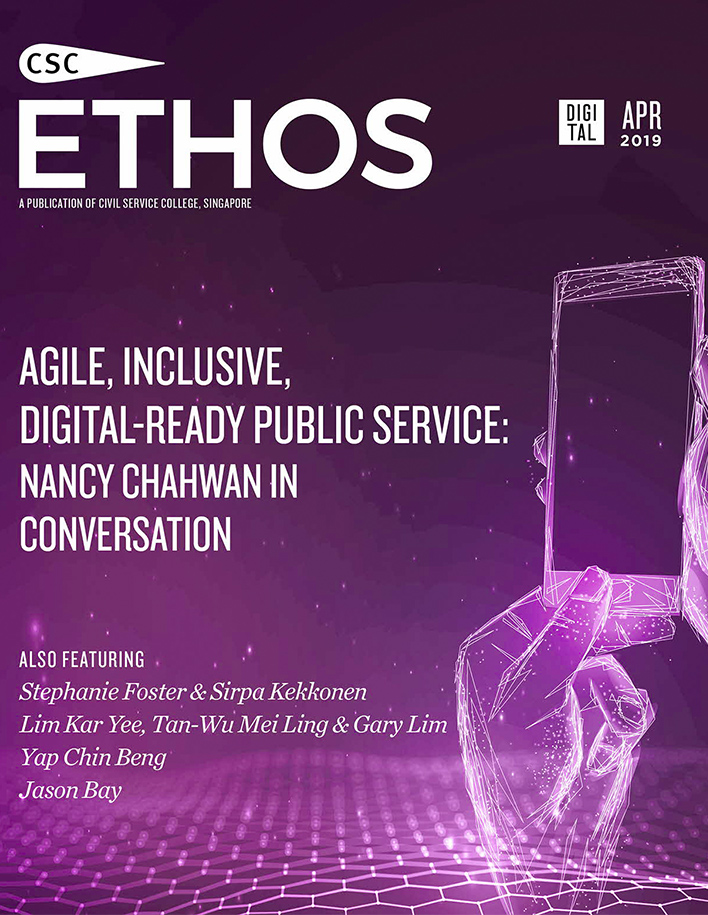 CSC
ETHOS
A PUBLICATION OF CIVIL SERVICE COLLEGE, SINGAPORE
DIGI
TAL
APR
2019
AGILE, INCLUSIVE,
DIGITAL-READY PUBLIC SERVICE:
NANCY CHAHWAN IN
CONVERSATION
ALSO FEATURING
Stephanie Foster & Sirpa Kekkonen
Lim Kar Yee, Tan-Wu Mei Ling & Gary Lim
Yap Chin Beng
Jason Bay